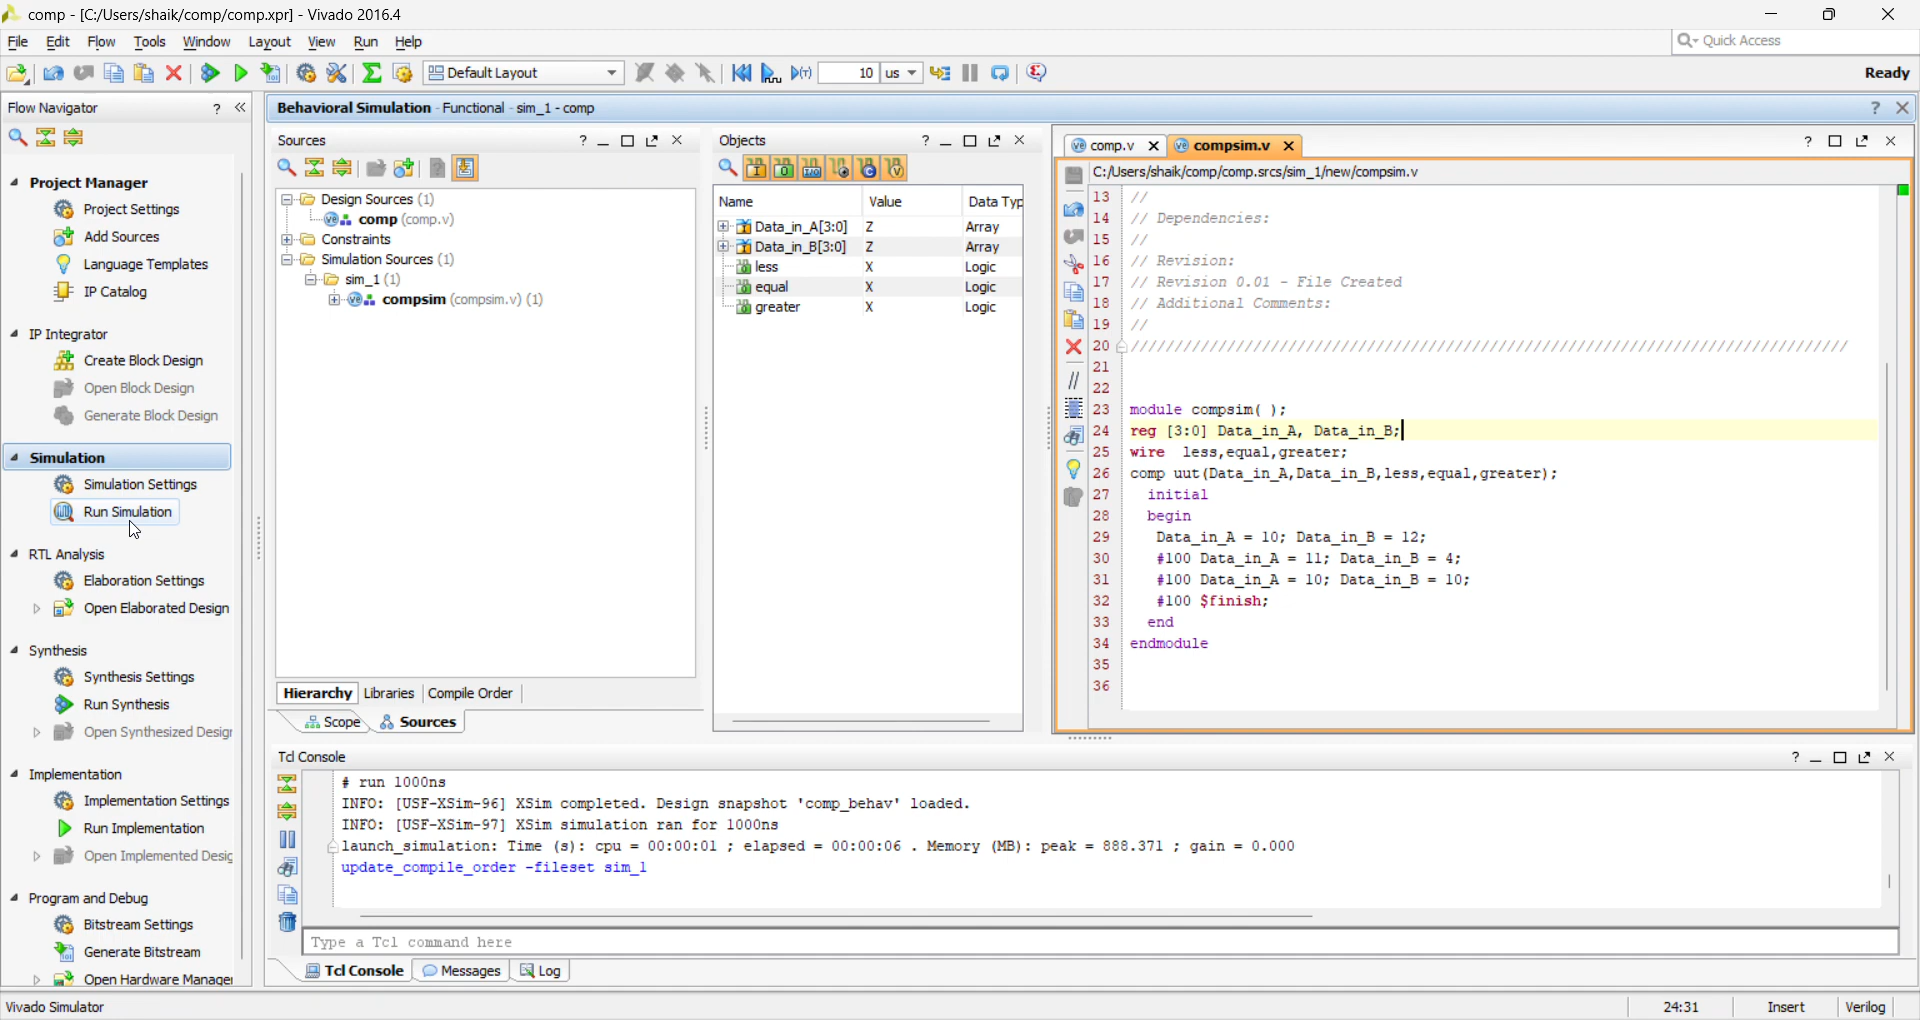 comp - [C:/Users/shaik/comp/comp.xpr] - Vivado 2016.4
File Edit Flow Tools Window Layout View Run Help
Quick Access
Default Layout
10 us
Ready
Flow Navigator
Project Manager
Project Settings
Add Sources
Language Templates
IP Catalog
IP Integrator
Create Block Design
Open Block Design
Generate Block Design
Simulation
Simulation Settings
Run Simulation
RTL Analysis
Elaboration Settings
Open Elaborated Design
Synthesis
Synthesis Settings
Run Synthesis
Open Synthesized Design
Implementation
Implementation Settings
Run Implementation
Open Implemented Desig
Program and Debug
Bitstream Settings
Generate Bitstream
Open Hardware Manager
Behavioral Simulation - Functional - sim_1 - comp
Sources
Design Sources (1)
comp (comp.v)
Constraints
Simulation Sources (1)
sim_1 (1)
compsim (compsim.v) (1)
Hierarchy Libraries Compile Order
Scope Sources
Objects
Name Value Data Typ
Data_in_A[3:0] Z Array
Data_in_B[3:0] Z Array
less X Logic
equal X Logic
greater X Logic
comp.v compsim.v
C:/Users/shaik/comp/comp.srcs/sim_1/new/compsim.v
13 //
14 // Dependencies:
15 //
16 // Revision:
17 // Revision 0.01 - File Created
18 // Additional Comments:
19 //
20 //////////////////////////////////////////////////////////////////////////////////
21
22
23 module compsim( );
24 reg [3:0] Data_in_A, Data_in_B;
25 wire  less,equal,greater;
26 comp uut(Data_in_A,Data_in_B,less,equal,greater);
27 initial
28 begin
29 Data_in_A = 10; Data_in_B = 12;
30 #100 Data_in_A = 11; Data_in_B = 4;
31 #100 Data_in_A = 10; Data_in_B = 10;
32 #100 $finish;
33 end
34 endmodule
35
36
Tcl Console
# run 1000ns
INFO: [USF-XSim-96] XSim completed. Design snapshot 'comp_behav' loaded.
INFO: [USF-XSim-97] XSim simulation ran for 1000ns
launch_simulation: Time (s): cpu = 00:00:01 ; elapsed = 00:00:06 . Memory (MB): peak = 888.371 ; gain = 0.000
update_compile_order -fileset sim_1
Type a Tcl command here
Tcl Console Messages Log
Vivado Simulator
24:31 Insert Verilog